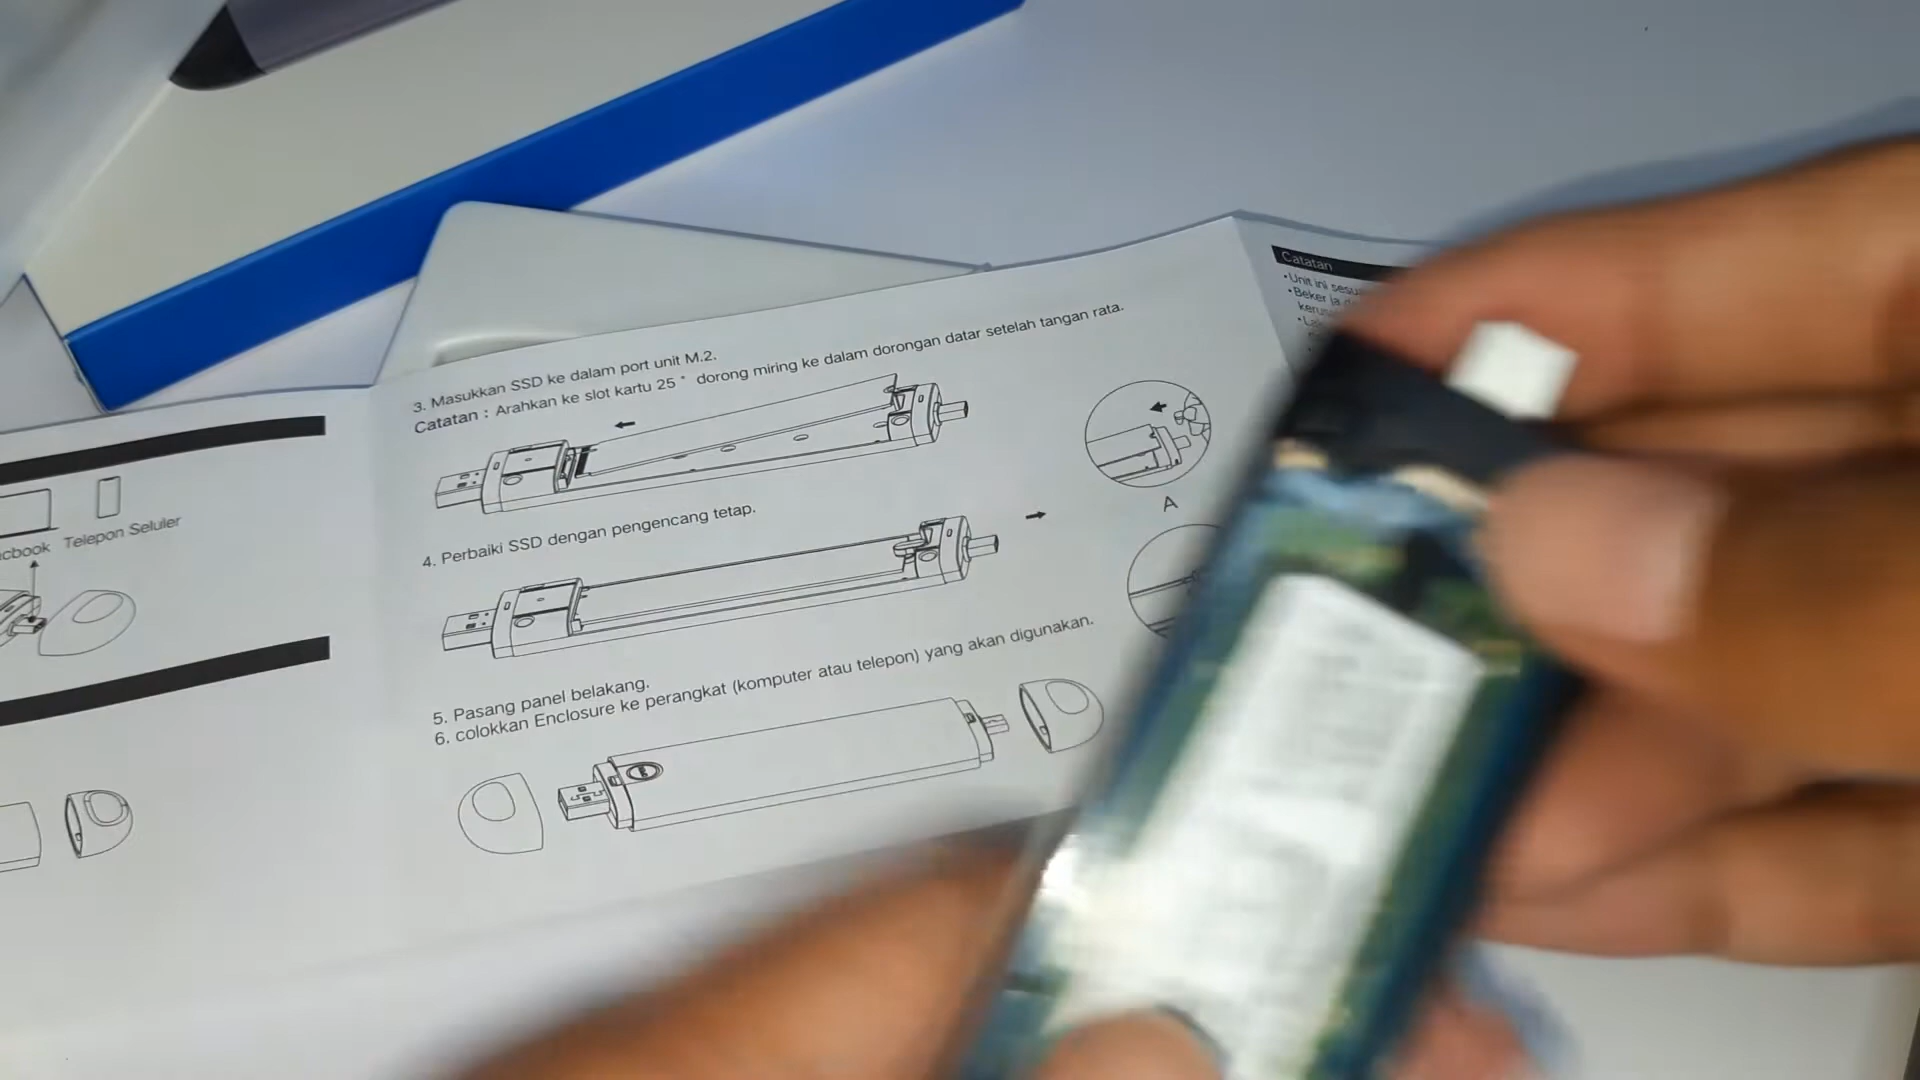 cbook Telepon Seluler
3. Masukkan SSD ke dalam port unit M.2.
Catatan : Arahkan ke slot kartu 25 ° dorong miring ke dalam dorongan datar setelah tangan rata.
A
4. Perbaiki SSD dengan pengencang tetap.
5. Pasang panel belakang.
6. colokkan Enclosure ke perangkat (komputer atau telepon) yang akan digunakan.
Catatan
•Unit ini
•Beker ja